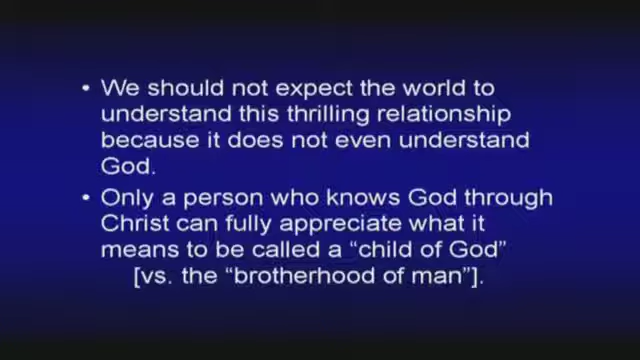 • We should not expect the world to
understand this thrilling relationship
because it does not even understand
God.
• Only a person who knows God through
Christ can fully appreciate what it
means to be called a “child of God”
[vs. the “brotherhood of man”].